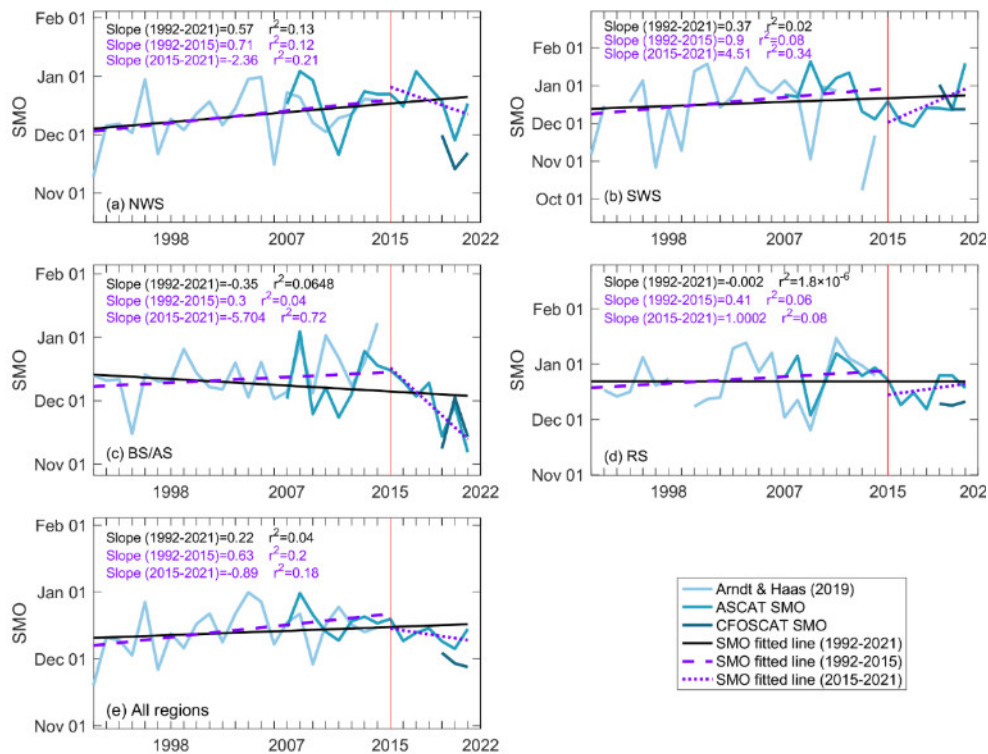 Slope (1992-2021)=0.57 r²=0.13
Slope (1992-2015)=0.71 r²=0.12
Slope (2015-2021)=-2.36 r²=0.21
Feb 01
Jan 01
Dec 01
Nov 01
SMO
(a) NWS
1998
2007
2015
2022
Slope (1992-2021)=0.37 r²=0.02
Slope (1992-2015)=0.9 r²=0.08
Slope (2015-2021)=4.51 r²=0.34
Feb 01
Jan 01
Dec 01
Nov 01
Oct 01
SMO
(b) SWS
1998
2007
2015
202
Slope (1992-2021)=-0.35 r²=0.0648
Slope (1992-2015)=0.3 r²=0.04
Slope (2015-2021)=-5.704 r²=0.72
Feb 01
Jan 01
Dec 01
Nov 01
SMO
(c) BS/AS
1998
2007
2015
2022
Slope (1992-2021)=-0.002 r²=1.8×10⁻⁶
Slope (1992-2015)=0.41 r²=0.06
Slope (2015-2021)=1.0002 r²=0.08
Feb 01
Jan 01
Dec 01
Nov 01
SMO
(d) RS
1998
2007
2015
202
Slope (1992-2021)=0.22 r²=0.04
Slope (1992-2015)=0.63 r²=0.2
Slope (2015-2021)=-0.89 r²=0.18
Feb 01
Jan 01
Dec 01
Nov 01
SMO
(e) All regions
1998
2007
2015
2022
Arndt & Haas (2019)
ASCAT SMO
CFOSCAT SMO
SMO fitted line (1992-2021)
SMO fitted line (1992-2015)
SMO fitted line (2015-2021)